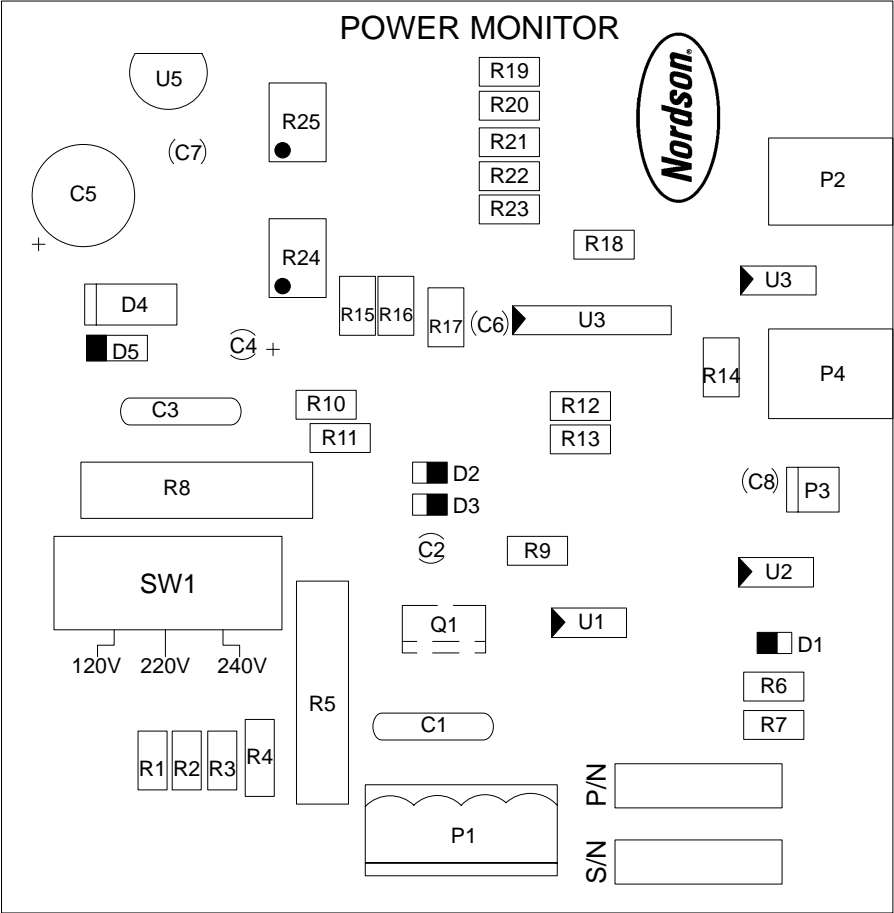 POWER MONITOR
Nordson.
R19
U5
R20
R25
R21
C7
R22
P2
C5
R23
R18
+
R24
U3
D4
R15
R16
R17
C6
U3
C4
+
D5
R14
P4
R10
C3
R12
R11
R13
D2
R8
C8
P3
D3
C2
R9
U2
SW1
Q1
U1
D1
120V
220V
240V
R6
R5
R7
C1
R1
R2
R3
R4
P/N
P1
S/N